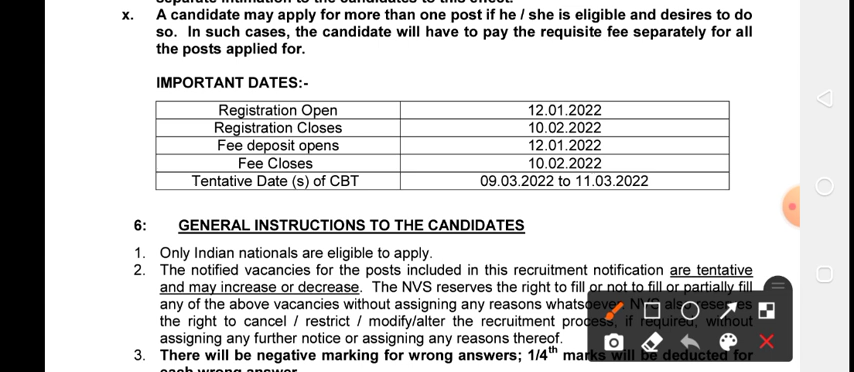 x. A candidate may apply for more than one post if he / she is eligible and desires to do
so. In such cases, the candidate will have to pay the requisite fee separately for all
the posts applied for.
IMPORTANT DATES:-
Registration Open 12.01.2022
Registration Closes 10.02.2022
Fee deposit opens 12.01.2022
Fee Closes 10.02.2022
Tentative Date (s) of CBT 09.03.2022 to 11.03.2022
6: GENERAL INSTRUCTIONS TO THE CANDIDATES
1. Only Indian nationals are eligible to apply.
2. The notified vacancies for the posts included in this recruitment notification are tentative
and may increase or decrease. The NVS reserves the right to fill or not to fill or partially fill
any of the above vacancies without assigning any reasons whatsoever.
the right to cancel / restrict / modify/alter the recruitment process, if required, without
assigning any further notice or assigning any reasons thereof.
3. There will be negative marking for wrong answers; 1/4th marks will be deducted for